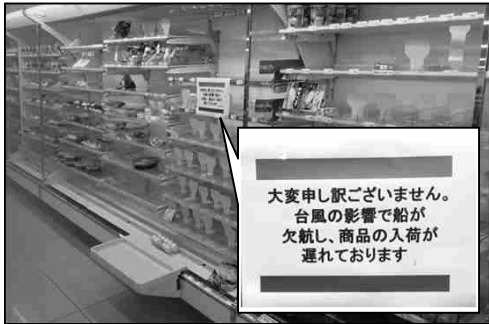 大変申し訳ございません。
台風の影響で船が
欠航し、商品の入荷が
遅れております